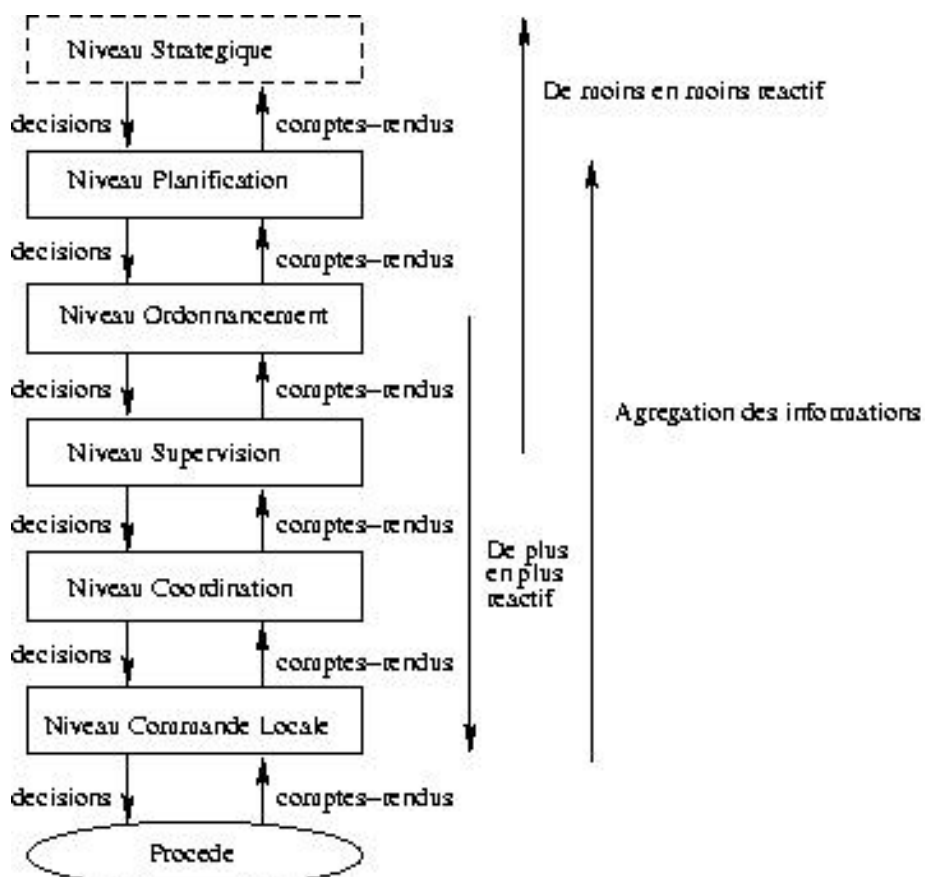 Niveau Strategique
De moins en moins reactif
decisions
comptes-rendus
Niveau Planification
decisions
comptes-rendus
Niveau Ordonnancement
decisions
comptes-rendus
Agregation des informations
Niveau Supervision
decisions
comptes-rendus
De plus
en plus
reactif
Niveau Coordination
decisions
comptes-rendus
Niveau Commande Locale
decisions
comptes-rendus
Procede